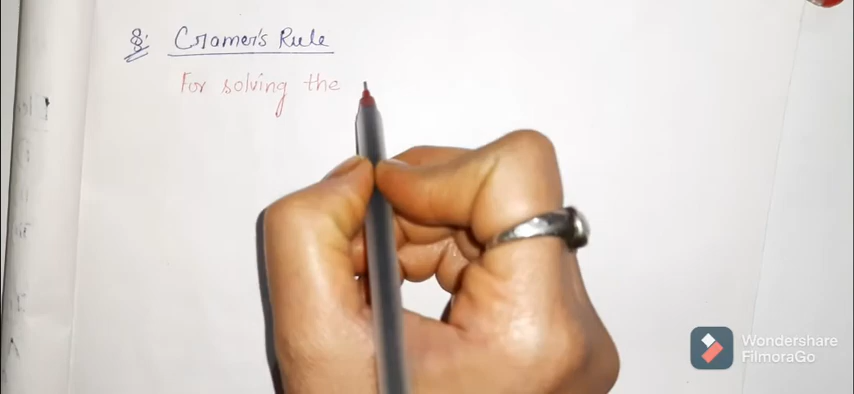 8. Cramer's Rule
For solving the
Wondershare
FilmoraGo